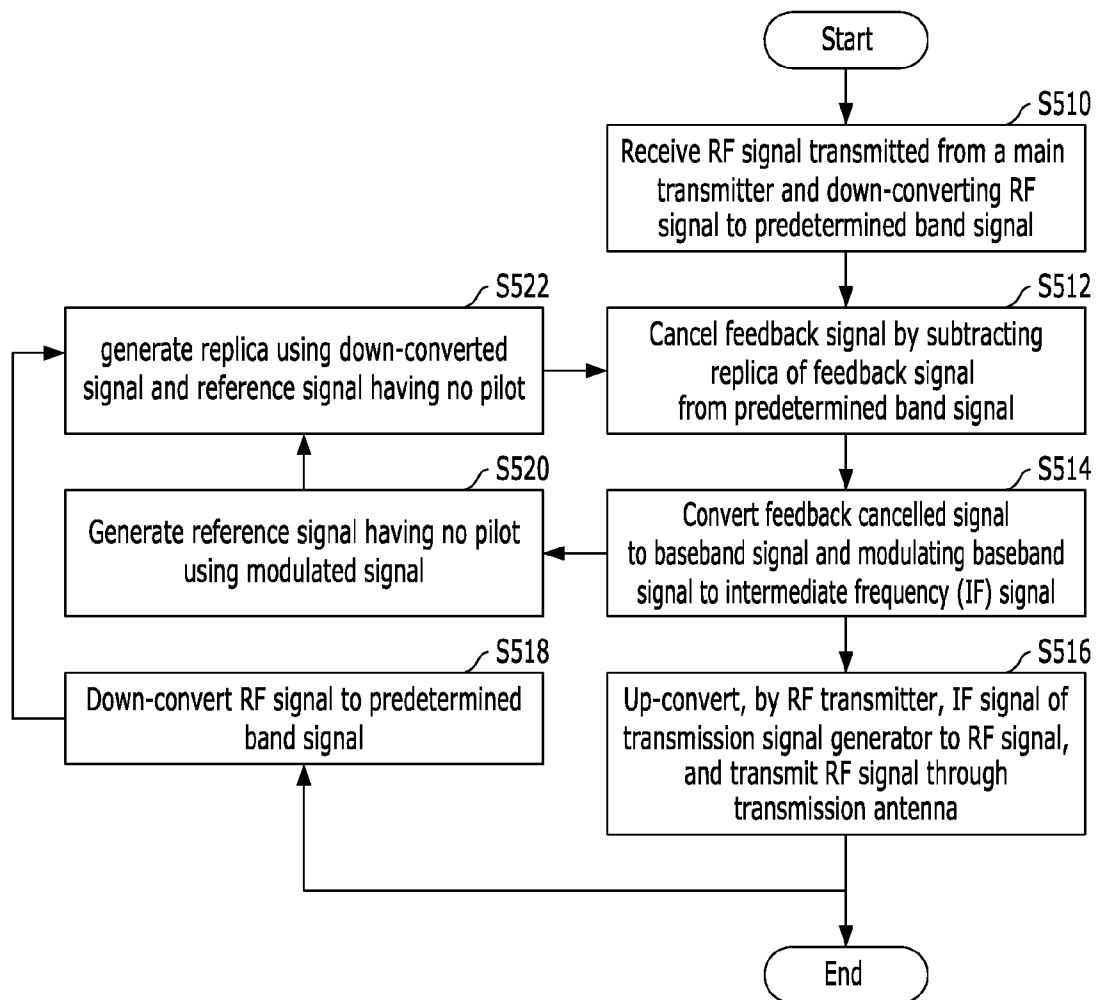 Start
S510
Receive RF signal transmitted from a main
transmitter and down-converting RF
signal to predetermined band signal
S522
generate replica using down-converted
signal and reference signal having no pilot
S512
Cancel feedback signal by subtracting
replica of feedback signal
from predetermined band signal
S520
Generate reference signal having no pilot
using modulated signal
S514
Convert feedback cancelled signal
to baseband signal and modulating baseband
signal to intermediate frequency (IF) signal
S518
Down-convert RF signal to predetermined
band signal
S516
Up-convert, by RF transmitter, IF signal of
transmission signal generator to RF signal,
and transmit RF signal through
transmission antenna
End